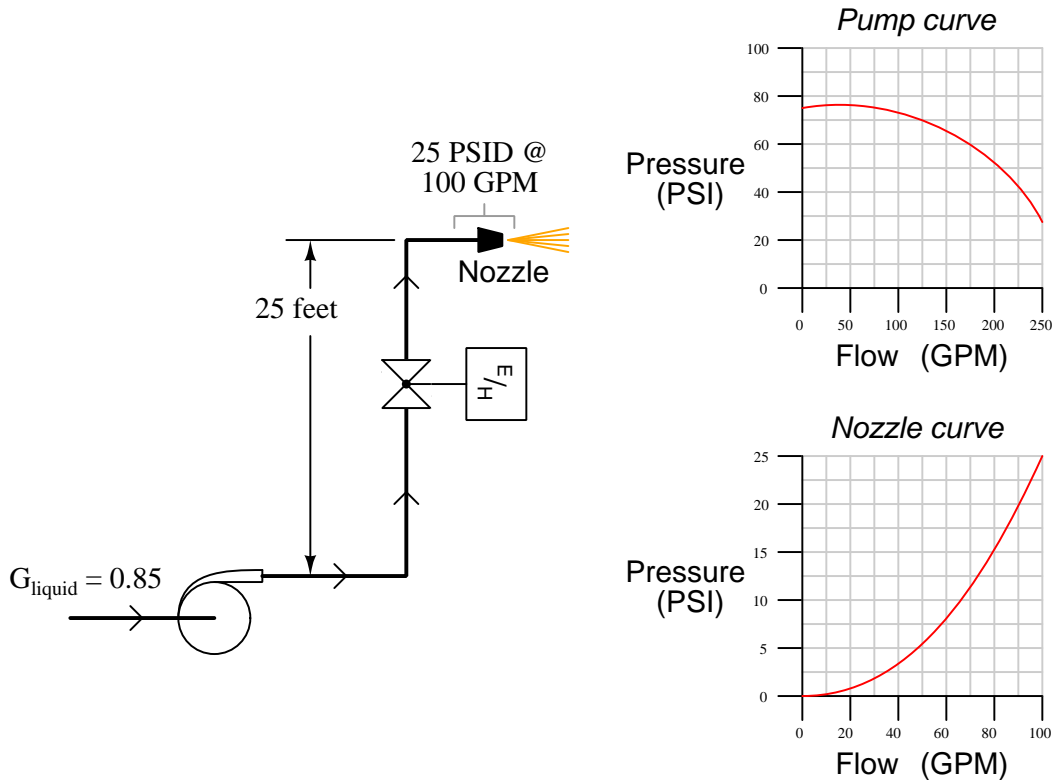 25 PSID @
100 GPM
Nozzle
25 feet
E/H
Gliquid = 0.85
Pump curve
Pressure
(PSI)
100
80
60
40
20
0
0 50 100 150 200 250
Flow (GPM)
Nozzle curve
Pressure
(PSI)
25
20
15
10
5
0
0 20 40 60 80 100
Flow (GPM)